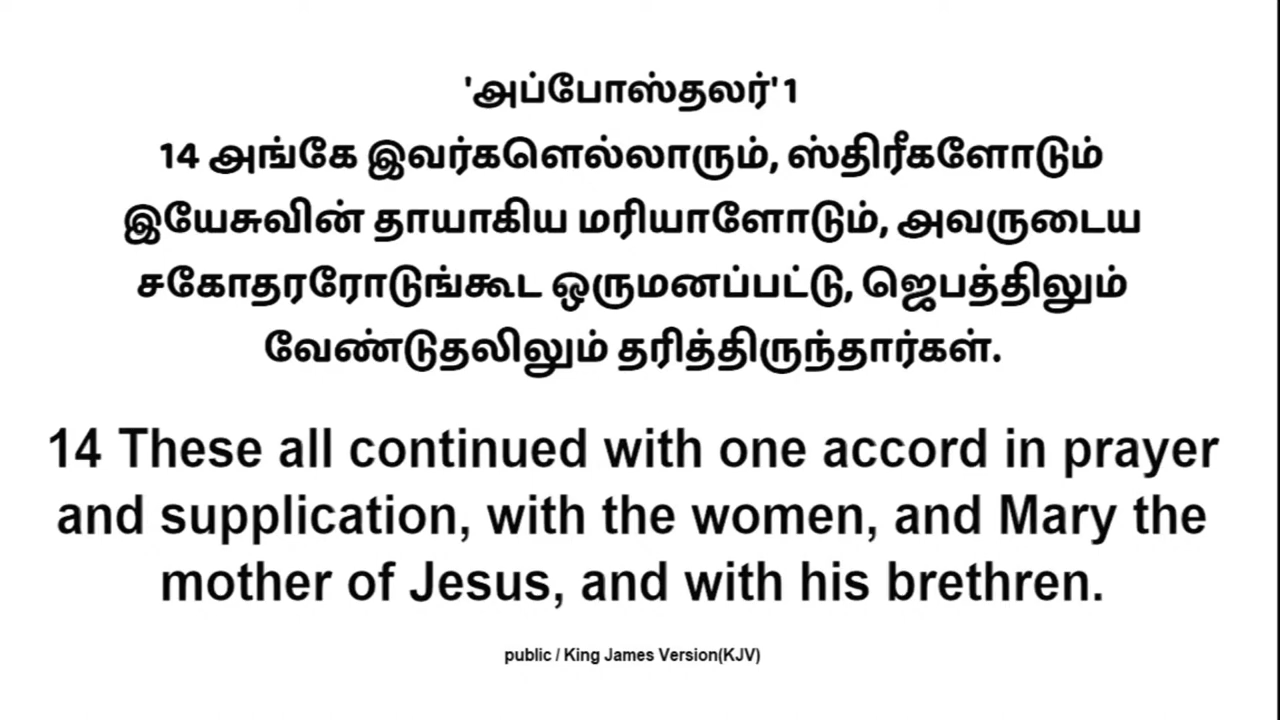 'அப்போஸ்தலர்' 1
14 அங்கே இவர்களெல்லாரும், ஸ்திரீகளோடும்
இயேசுவின் தாயாகிய மரியாளோடும், அவருடைய
சகோதரரோடுங்கூட ஒருமனப்பட்டு, ஜெபத்திலும்
வேண்டுதலிலும் தரித்திருந்தார்கள்.
14 These all continued with one accord in prayer
and supplication, with the women, and Mary the
mother of Jesus, and with his brethren.
public / King James Version(KJV)